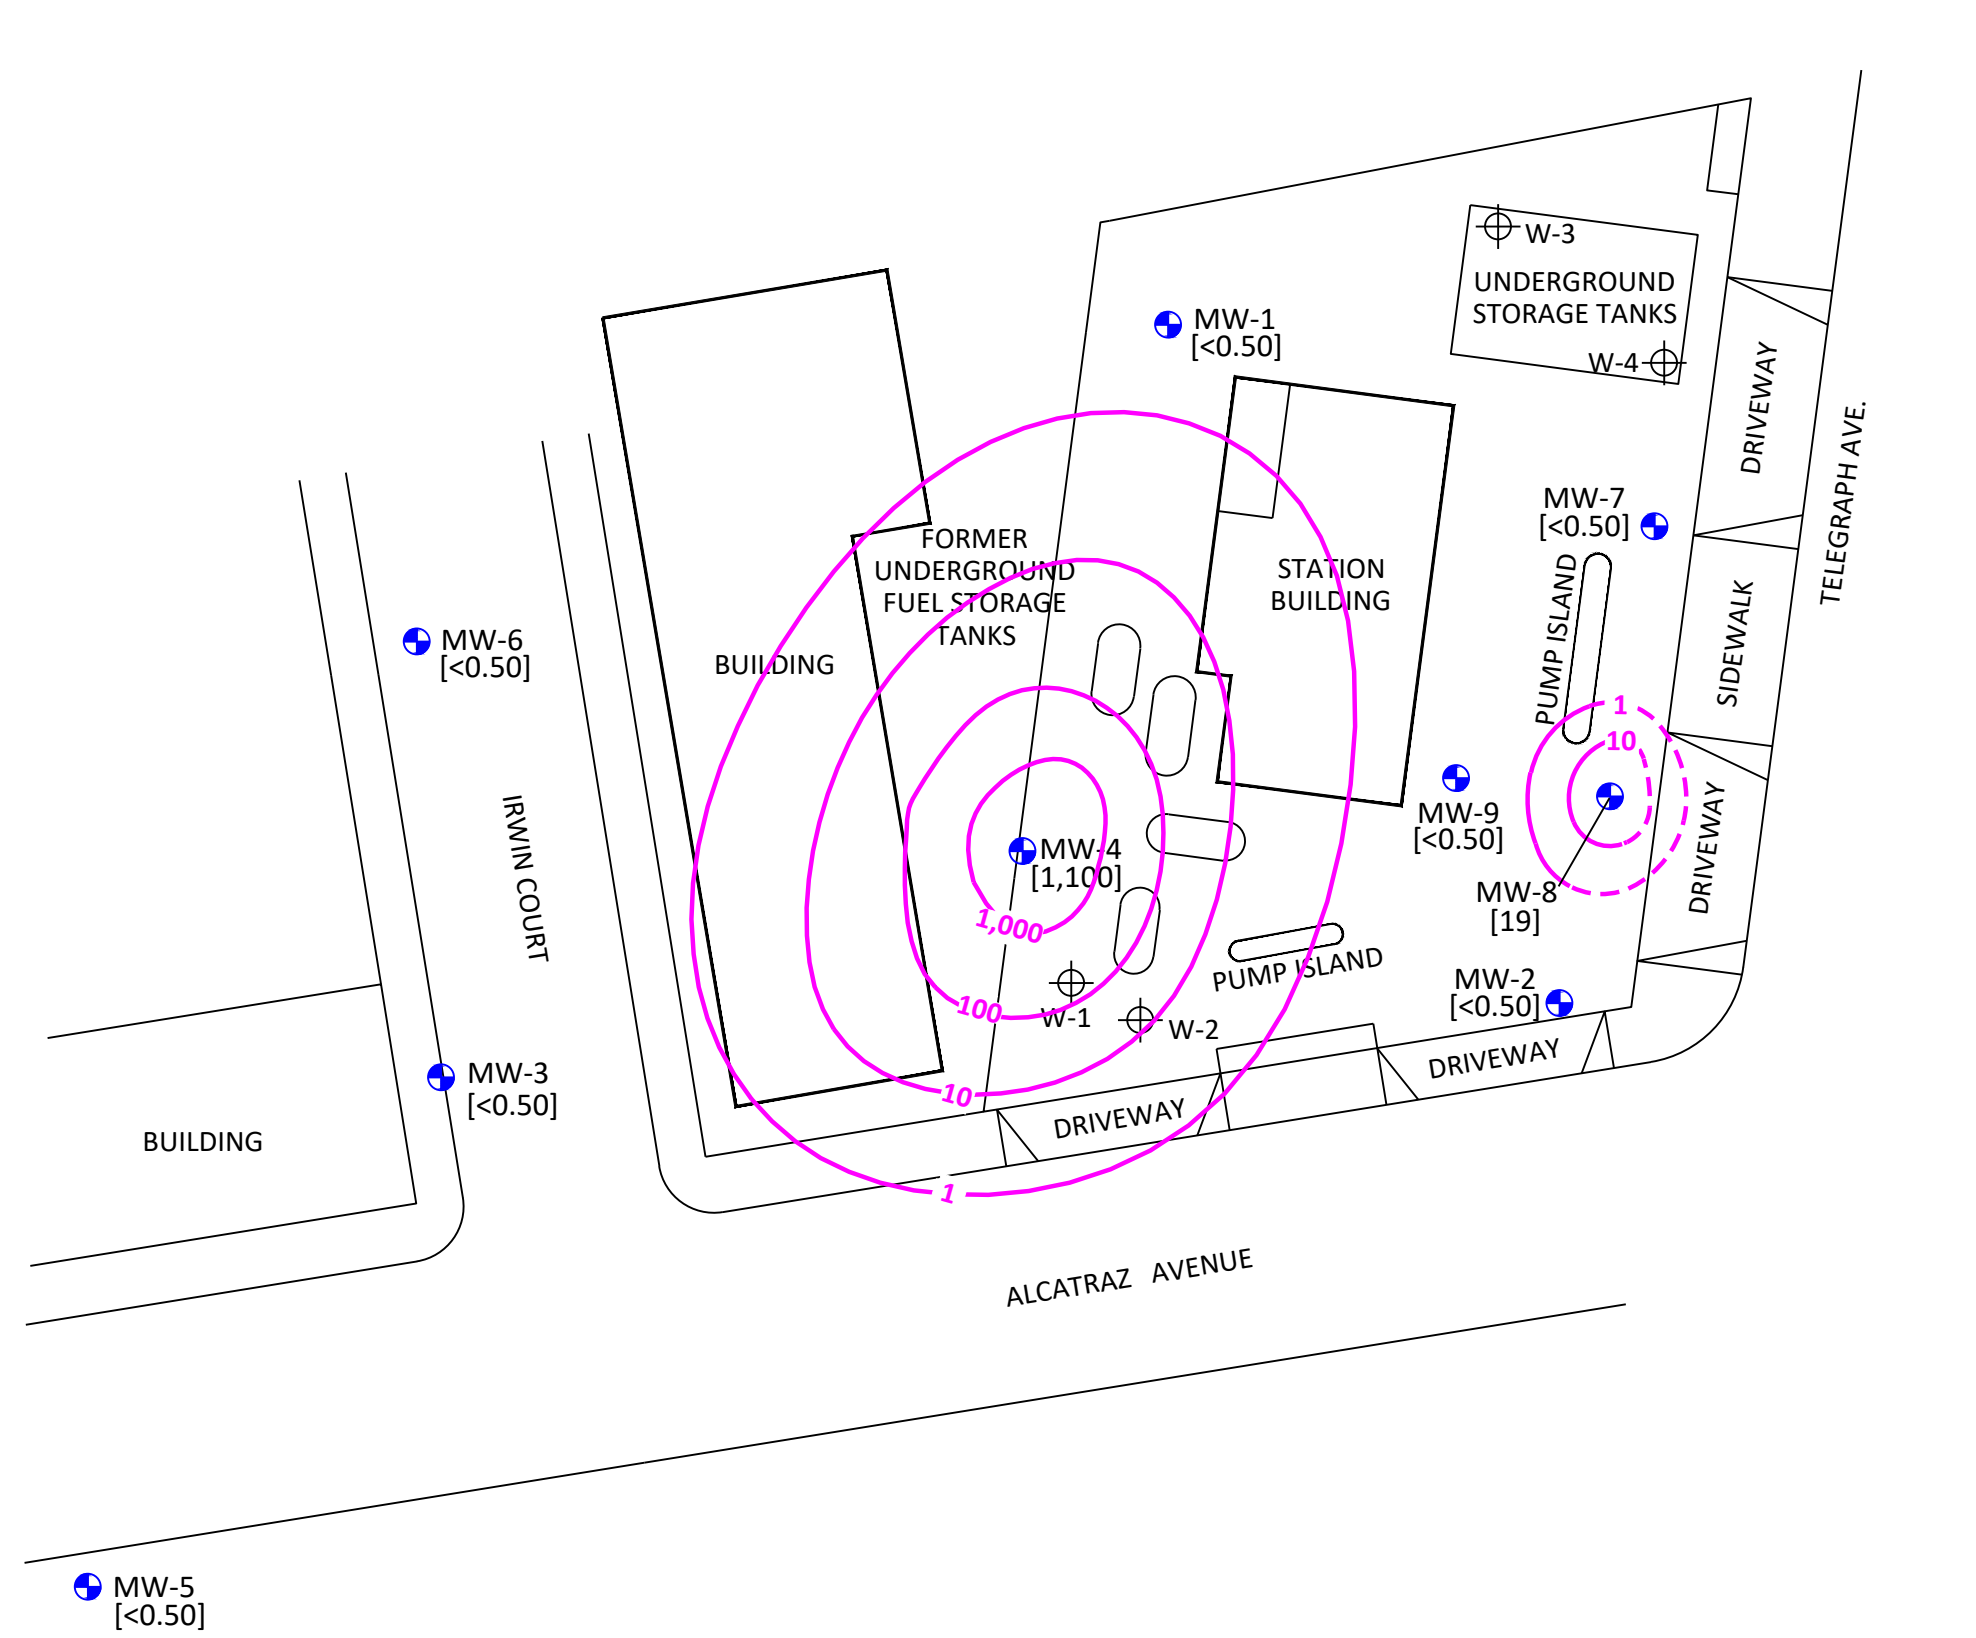 W-3
UNDERGROUND
STORAGE TANKS
W-4
MW-1
[<0.50]
DRIVEWAY
TELEGRAPH AVE.
MW-7
[<0.50]
FORMER
UNDERGROUND
FUEL STORAGE
TANKS
STATION
BUILDING
PUMP ISLAND
SIDEWALK
MW-6
[<0.50]
BUILDING
1
10
MW-9
[<0.50]
DRIVEWAY
IRWIN COURT
MW-4
[1,100]
1,000
MW-8
[19]
PUMP ISLAND
MW-2
[<0.50]
100
W-1
W-2
DRIVEWAY
MW-3
[<0.50]
10
DRIVEWAY
BUILDING
1
ALCATRAZ AVENUE
MW-5
[<0.50]